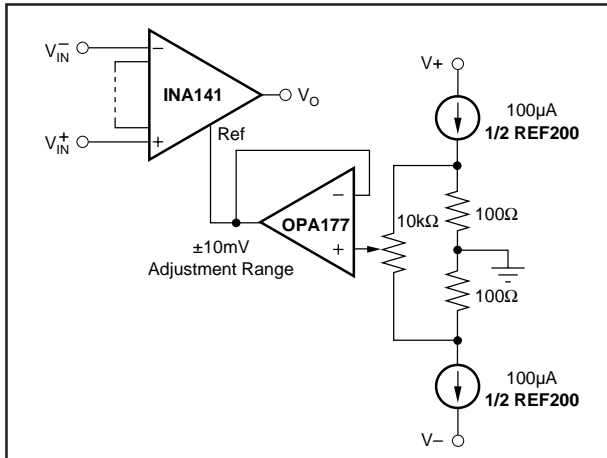 V−IN
INA141
VO
V+IN
Ref
−
+
V+
100µA
1/2 REF200
−
OPA177
+
10kΩ
100Ω
100Ω
±10mV
Adjustment Range
100µA
1/2 REF200
V–